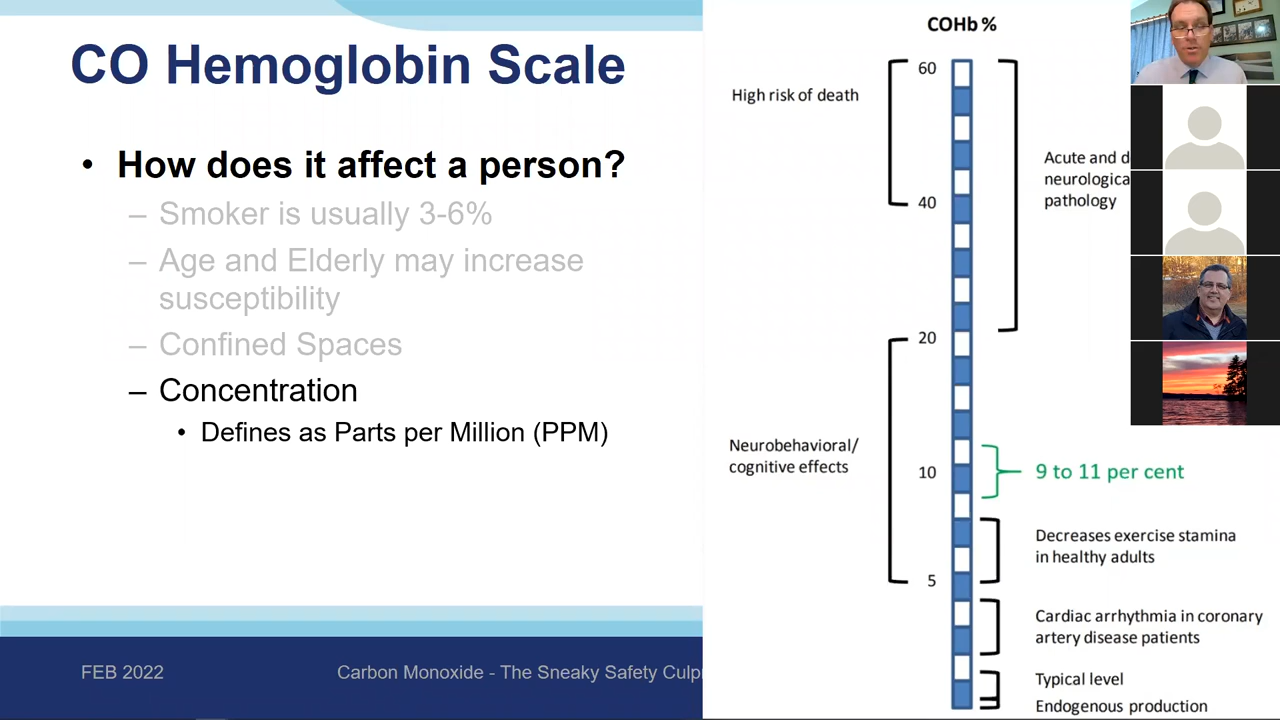 CO Hemoglobin Scale
• How does it affect a person?
– Smoker is usually 3-6%
– Age and Elderly may increase
susceptibility
– Confined Spaces
– Concentration
• Defines as Parts per Million (PPM)
FEB 2022
Carbon Monoxide - The Sneaky Safety
COHb %
60
High risk of death
Acute and
neurological
pathology
40
20
Neurobehavioral/
cognitive effects
10
9 to 11 per cent
Decreases exercise stamina
in healthy adults
5
Cardiac arrhythmia in coronary
artery disease patients
Typical level
Endogenous production